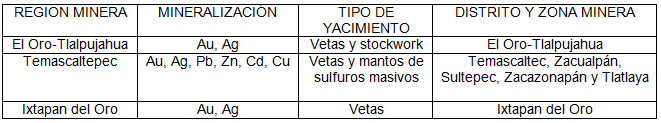 REGION MINERA MINERALIZACIÓN TIPO DE YACIMIENTO DISTRITO Y ZONA MINERA
El Oro-Tlalpujahua Au, Ag Vetas y stockwork El Oro-Tlalpujahua
Temascaltepec Au, Ag, Pb, Zn, Cd, Cu Vetas y mantos de sulfuros masivos Temascaltec, Zacualpán, Sultepec, Zacazonapán y Tlatlaya
Ixtapan del Oro Au, Ag Vetas Ixtapan del Oro